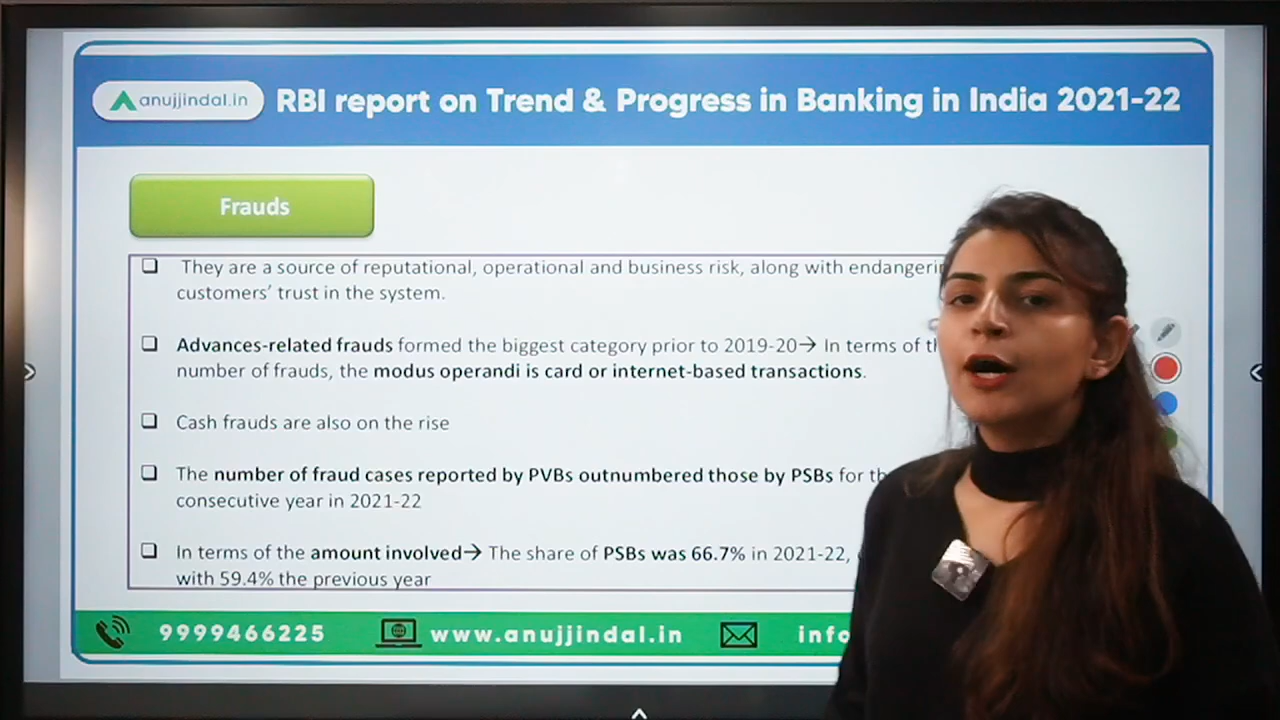 anujjindal.in
RBI report on Trend & Progress in Banking in India 2021-22
Frauds
They are a source of reputational, operational and business risk, along with
customers’ trust in the system.
Advances-related frauds formed the biggest category prior to 2019-20→ In terms of
number of frauds, the modus operandi is card or internet-based transactions.
Cash frauds are also on the rise
The number of fraud cases reported by PVBs outnumbered those by PSBs for
consecutive year in 2021-22
In terms of the amount involved→ The share of PSBs was 66.7% in 2021-22,
with 59.4% the previous year
9999466225
www.anujjindal.in
info